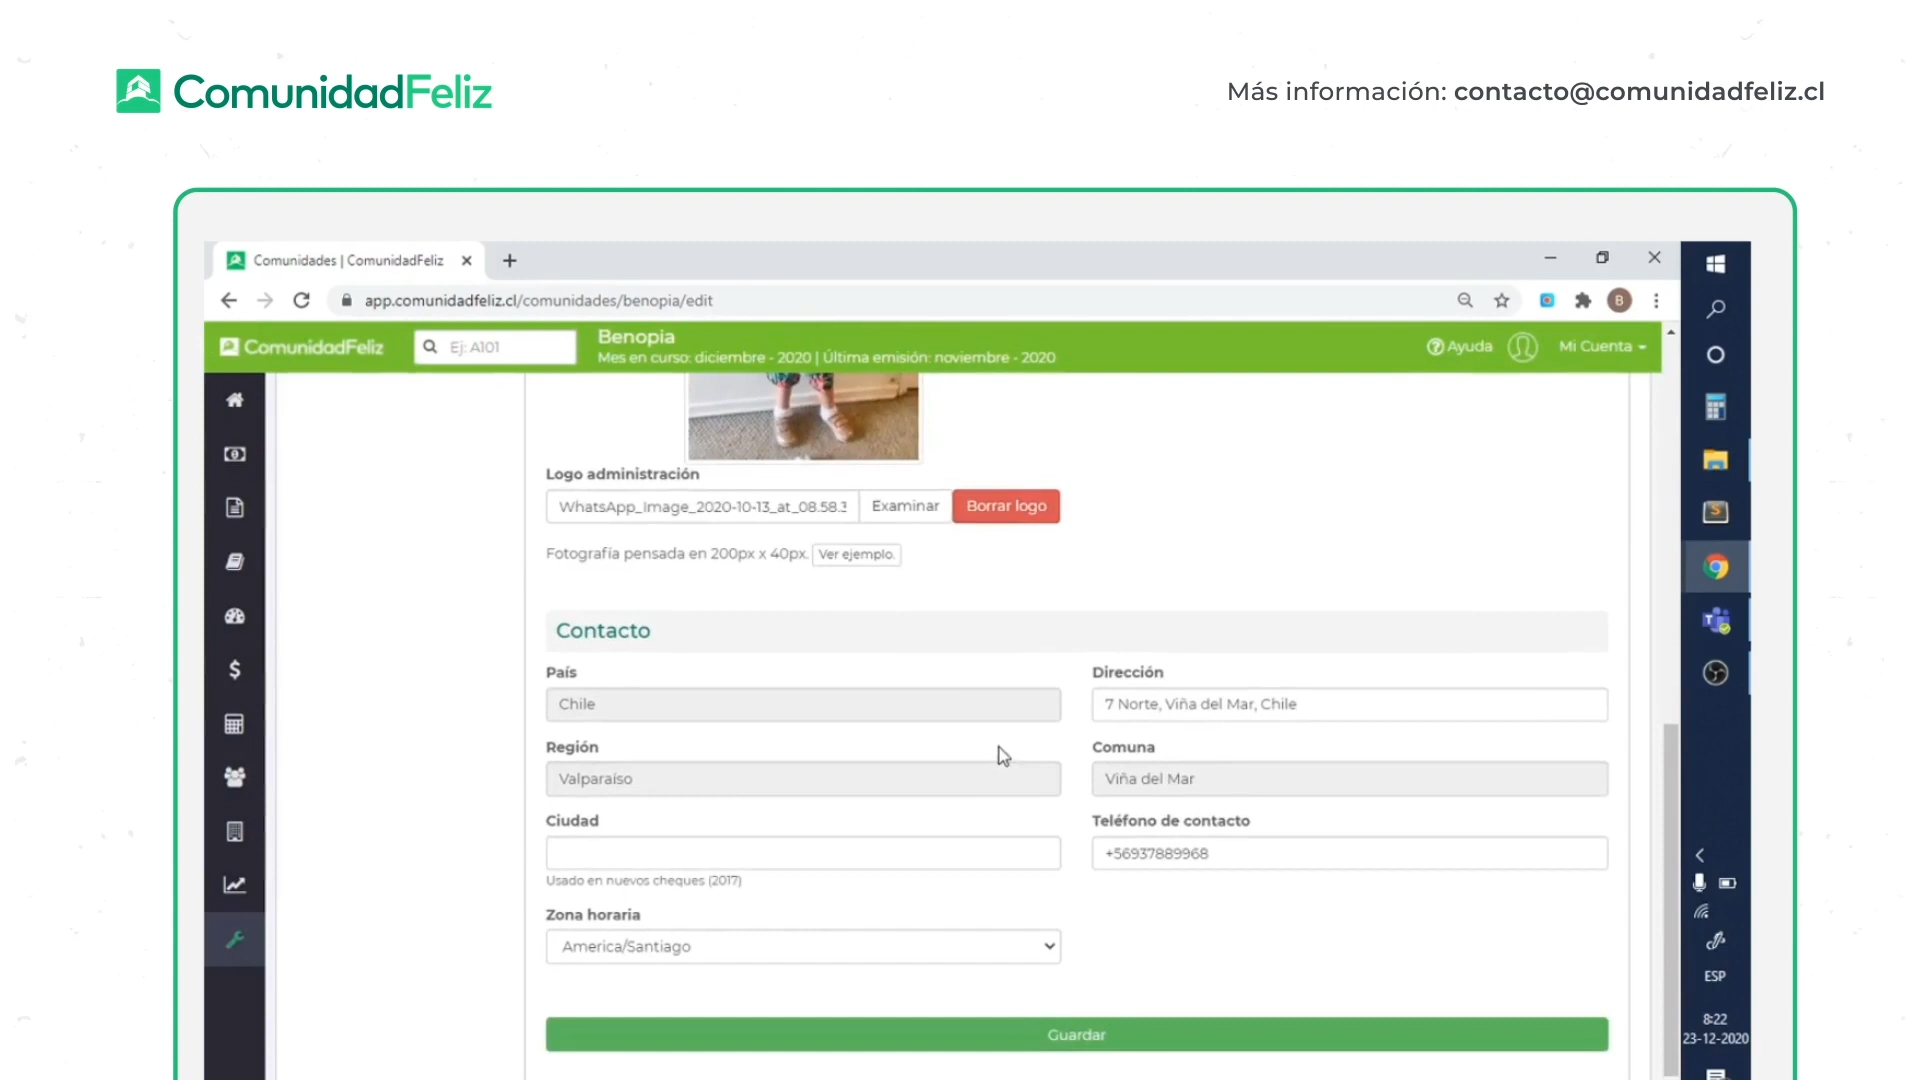 ComunidadFeliz
Más información: contacto@comunidadfeliz.cl
Comunidades | ComunidadFeliz
app.comunidadfeliz.cl/comunidades/benopia/edit
B
ComunidadFeliz
Ej: A101
Benopia
Mes en curso: diciembre - 2020 | Última emisión: noviembre - 2020
Ayuda
Mi Cuenta
Logo administración
WhatsApp_Image_2020-10-13_at_08.58.3
Examinar
Borrar logo
Fotografía pensada en 200px x 40px. Ver ejemplo.
Contacto
País
Chile
Dirección
7 Norte, Viña del Mar, Chile
Región
Valparaíso
Comuna
Viña del Mar
Ciudad
Usado en nuevos cheques (2017)
Teléfono de contacto
+56937889968
Zona horaria
America/Santiago
Guardar
ESP
8:22
23-12-2020